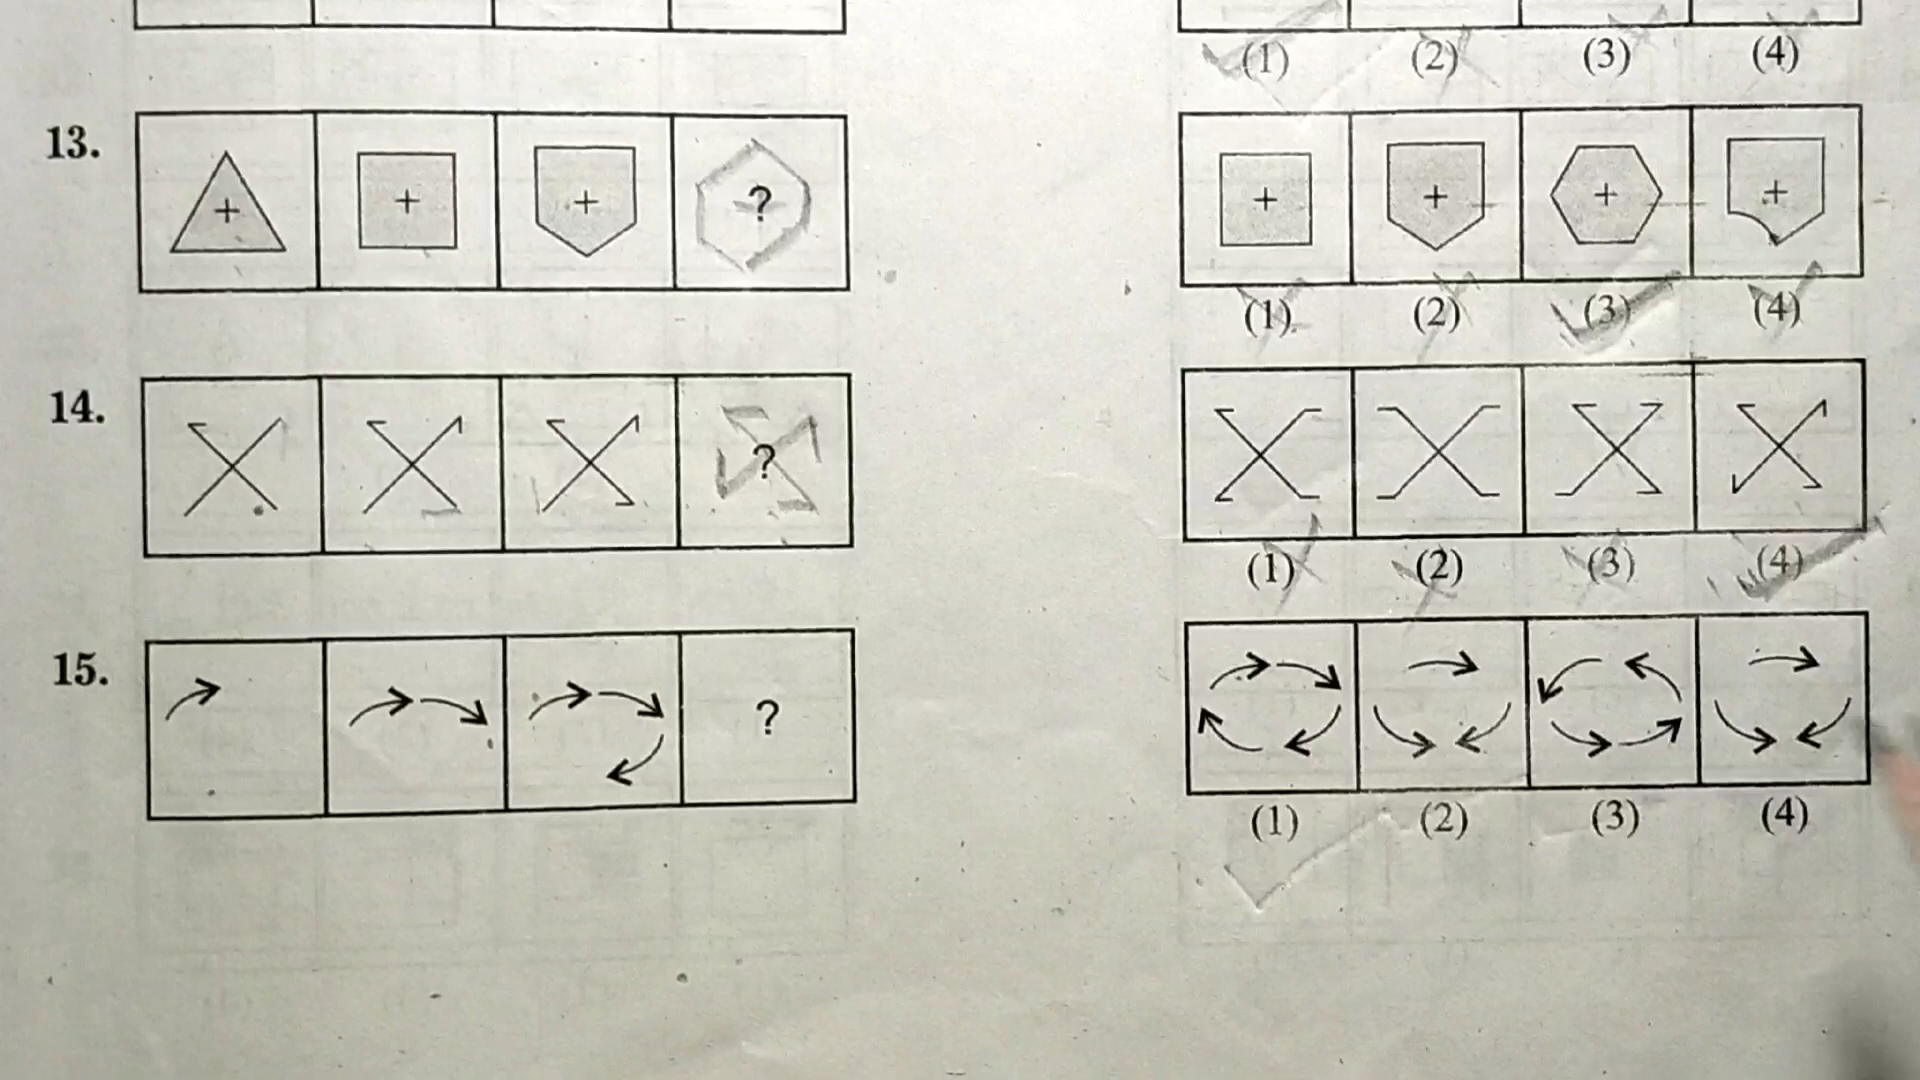 (1) (2) (3) (4)
13.
+ + + ?
+ + + +
(1) (2) (3) (4)
14.
?
(1) (2) (3) (4)
15.
?
(1) (2) (3) (4)